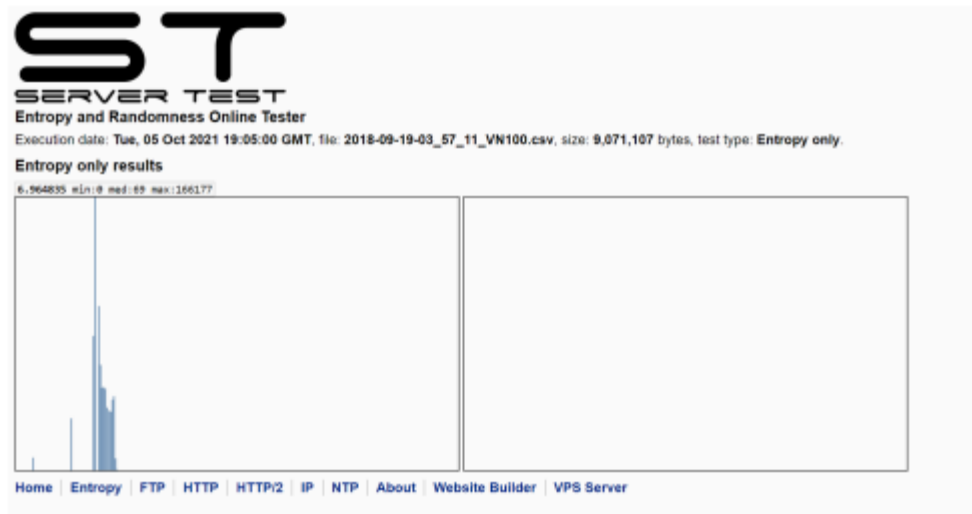 ST
SERVER TEST
Entropy and Randomness Online Tester
Execution date: Tue, 05 Oct 2021 19:05:00 GMT, file: 2018-09-19-03_57_11_VN100.csv, size: 9,071,107 bytes, test type: Entropy only.
Entropy only results
6.964835 min:0 med:69 max:166177
Home Entropy FTP HTTP HTTP/2 IP NTP About Website Builder VPS Server